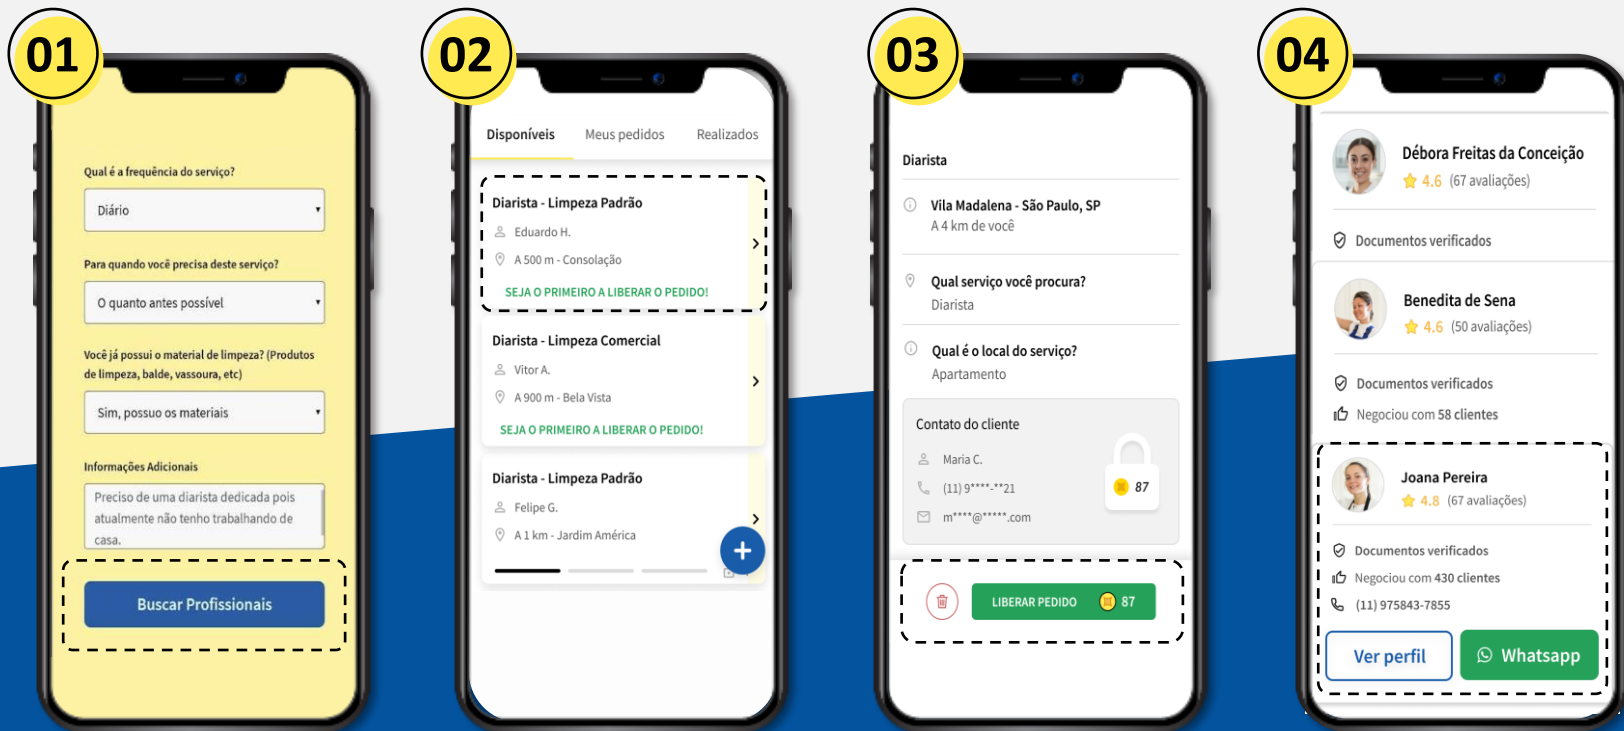 01
Qual é a frequência do serviço?
Diário
Para quando você precisa deste serviço?
O quanto antes possível
Você já possui o material de limpeza? (Produtos
de limpeza, balde, vassoura, etc)
Sim, possuo os materiais
Informações Adicionais
Preciso de uma diarista dedicada pois
atualmente não tenho trabalhando de
casa.
Buscar Profissionais
02
Disponíveis Meus pedidos Realizados
Diarista - Limpeza Padrão
Eduardo H.
A 500 m - Consolação
SEJA O PRIMEIRO A LIBERAR O PEDIDO!
Diarista - Limpeza Comercial
Vitor A.
A 900 m - Bela Vista
SEJA O PRIMEIRO A LIBERAR O PEDIDO!
Diarista - Limpeza Padrão
Felipe G.
A 1 km - Jardim América
+
03
Diarista
Vila Madalena - São Paulo, SP
A 4 km de você
Qual serviço você procura?
Diarista
Qual é o local do serviço?
Apartamento
Contato do cliente
Maria C.
(11) 9****-**21
m****@*****.com
87
LIBERAR PEDIDO 87
04
Débora Freitas da Conceição
4.6 (67 avaliações)
Documentos verificados
Benedita de Sena
4.6 (50 avaliações)
Documentos verificados
Negociou com 58 clientes
Joana Pereira
4.8 (67 avaliações)
Documentos verificados
Negociou com 430 clientes
(11) 975843-7855
Ver perfil Whatsapp